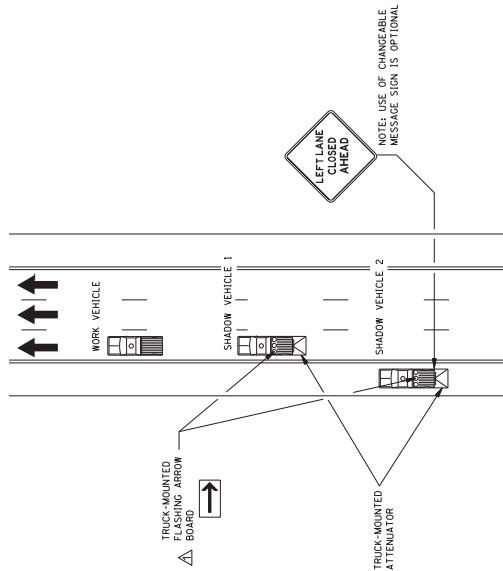 WORK VEHICLE
SHADOW VEHICLE 1
SHADOW VEHICLE 2
TRUCK-MOUNTED
FLASHING ARROW
BOARD
TRUCK-MOUNTED
ATTENUATOR
LEFT LANE
CLOSED
AHEAD
NOTE: USE OF CHANGEABLE
MESSAGE SIGN IS OPTIONAL